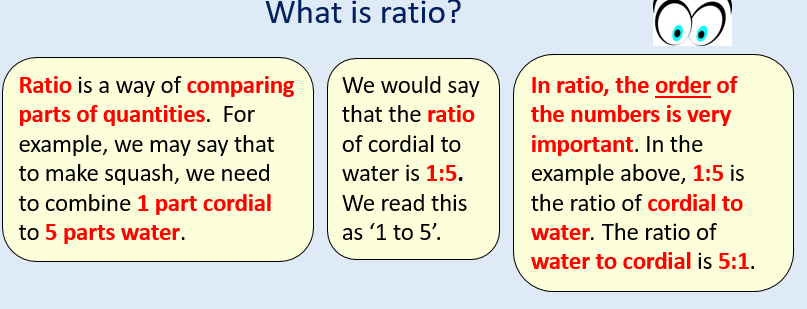 What is ratio?
Ratio is a way of comparing
parts of quantities.  For
example, we may say that
to make squash, we need
to combine 1 part cordial
to 5 parts water.
We would say
that the ratio
of cordial to
water is 1:5.
We read this
as ‘1 to 5’.
In ratio, the order of
the numbers is very
important. In the
example above, 1:5 is
the ratio of cordial to
water. The ratio of
water to cordial is 5:1.